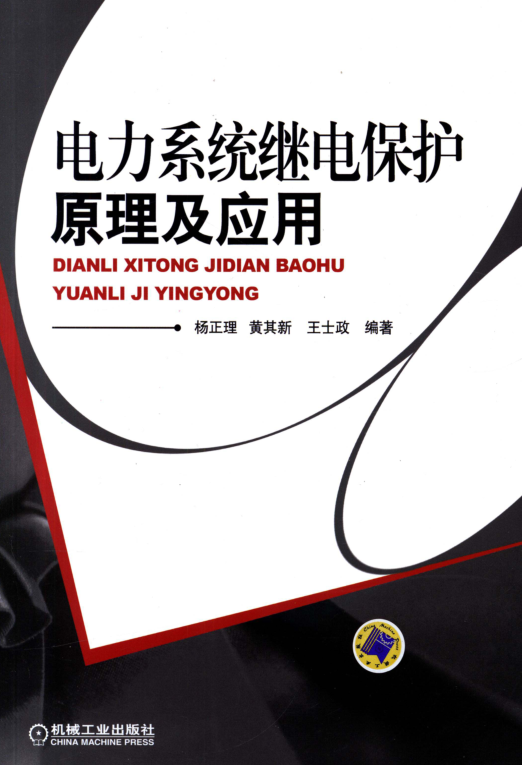 电力系统继电保护
原理及应用
DIANLI XITONG JIDIAN BAOHU
YUANLI JI YINGYONG
杨正理 黄其新 王士政 编著
机械工业出版社
CHINA MACHINE PRESS